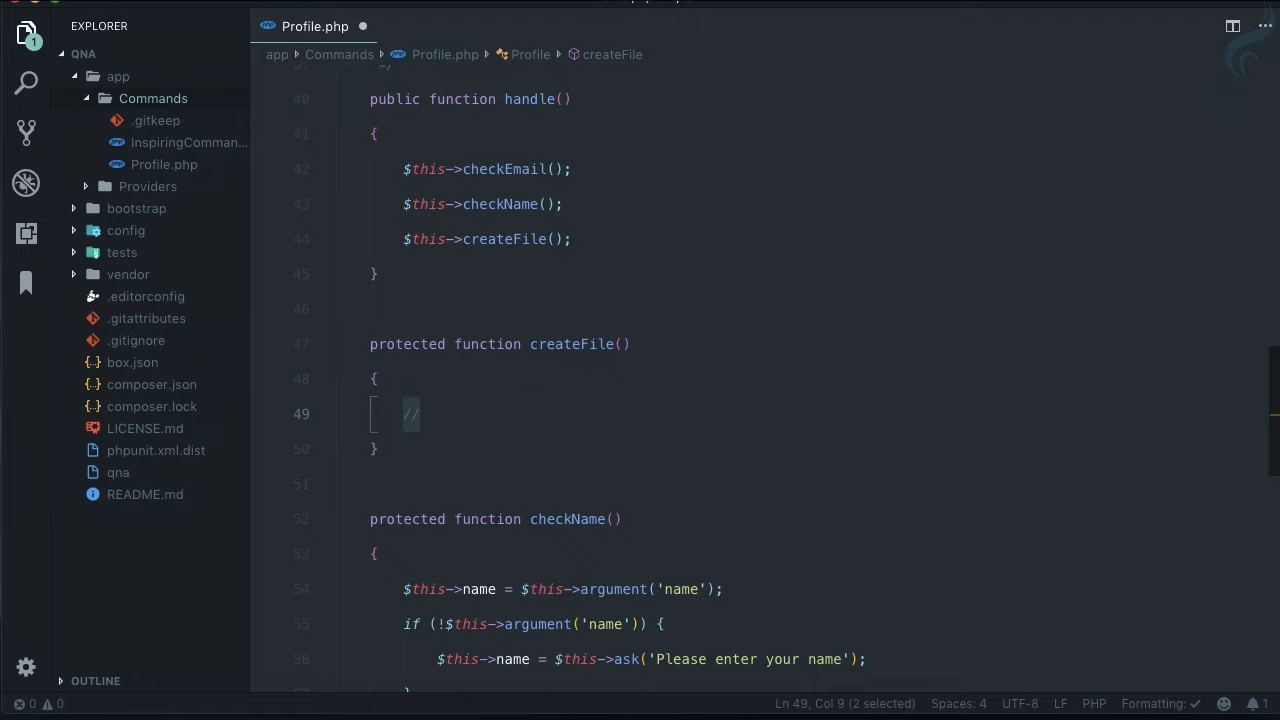 EXPLORER
Profile.php
1
QNA
app Commands Profile.php Profile createFile
app
Commands
.gitkeep
InspiringComman...
Profile.php
Providers
bootstrap
config
tests
vendor
.editorconfig
.gitattributes
.gitignore
box.json
composer.json
composer.lock
LICENSE.md
phpunit.xml.dist
qna
README.md
OUTLINE
40 public function handle()
41 {
42 $this->checkEmail();
43 $this->checkName();
44 $this->createFile();
45 }
46
47 protected function createFile()
48 {
49 //
50 }
51
52 protected function checkName()
53 {
54 $this->name = $this->argument('name');
55 if (!$this->argument('name')) {
56 $this->name = $this->ask('Please enter your name');
0 0 Ln 49, Col 9 (2 selected) Spaces: 4 UTF-8 LF PHP Formatting: ✓ 1